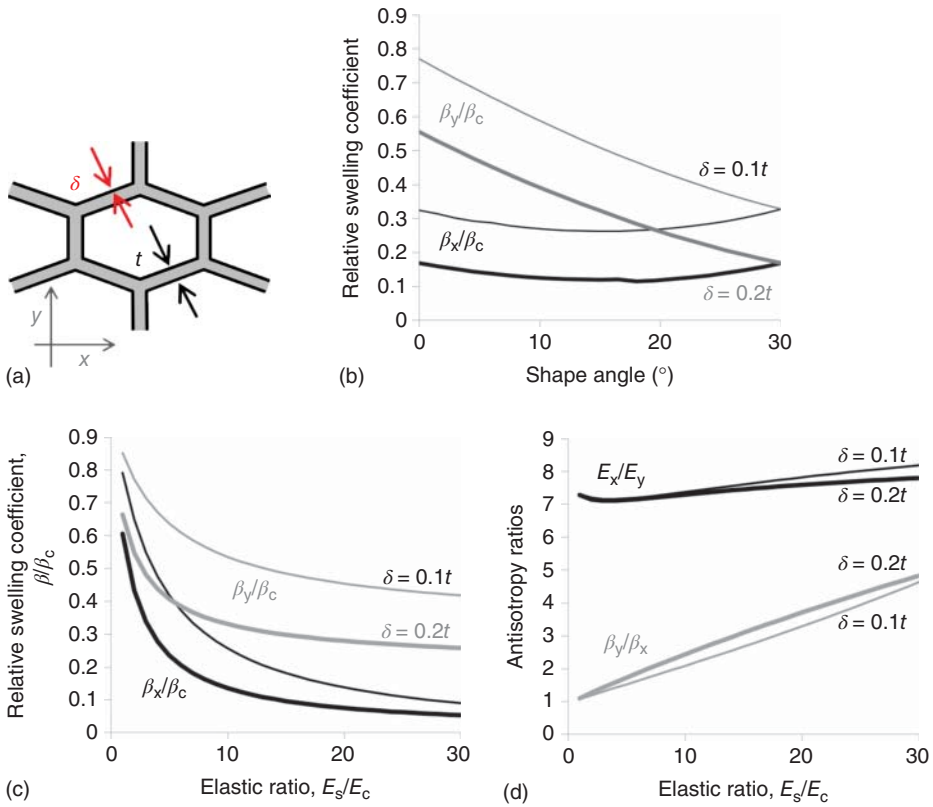 δ
t
y
x
(a)
Relative swelling coefficient
0.9
0.8
0.7
0.6
0.5
0.4
0.3
0.2
0.1
0
βy/βc
δ = 0.1t
βx/βc
δ = 0.2t
0 10 20 30
Shape angle (°)
(b)
Relative swelling coefficient,
β/βc
0.9
0.8
0.7
0.6
0.5
0.4
0.3
0.2
0.1
0
δ = 0.1t
βy/βc
δ = 0.2t
βx/βc
0 10 20 30
Elastic ratio, Es/Ec
(c)
Antisotropy ratios
9
8
7
6
5
4
3
2
1
0
δ = 0.1t
Ex/Ey
δ = 0.2t
δ = 0.2t
δ = 0.1t
βy/βx
0 10 20 30
Elastic ratio, Es/Ec
(d)